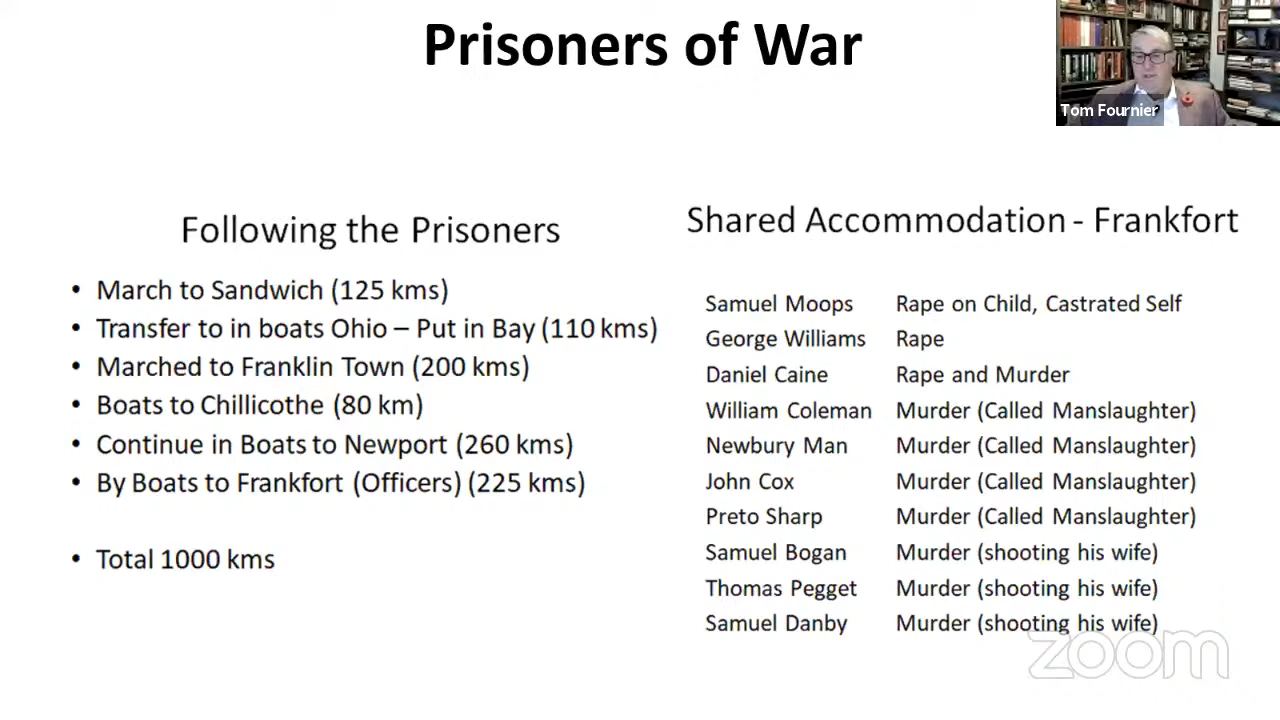 Prisoners of War
Tom Fournier
Following the Prisoners
• March to Sandwich (125 kms)
• Transfer to in boats Ohio – Put in Bay (110 kms)
• Marched to Franklin Town (200 kms)
• Boats to Chillicothe (80 km)
• Continue in Boats to Newport (260 kms)
• By Boats to Frankfort (Officers) (225 kms)
• Total 1000 kms
Shared Accommodation - Frankfort
Samuel Moops Rape on Child, Castrated Self
George Williams Rape
Daniel Caine Rape and Murder
William Coleman Murder (Called Manslaughter)
Newbury Man Murder (Called Manslaughter)
John Cox Murder (Called Manslaughter)
Preto Sharp Murder (Called Manslaughter)
Samuel Bogan Murder (shooting his wife)
Thomas Pegget Murder (shooting his wife)
Samuel Danby Murder (shooting his wife)
zoom